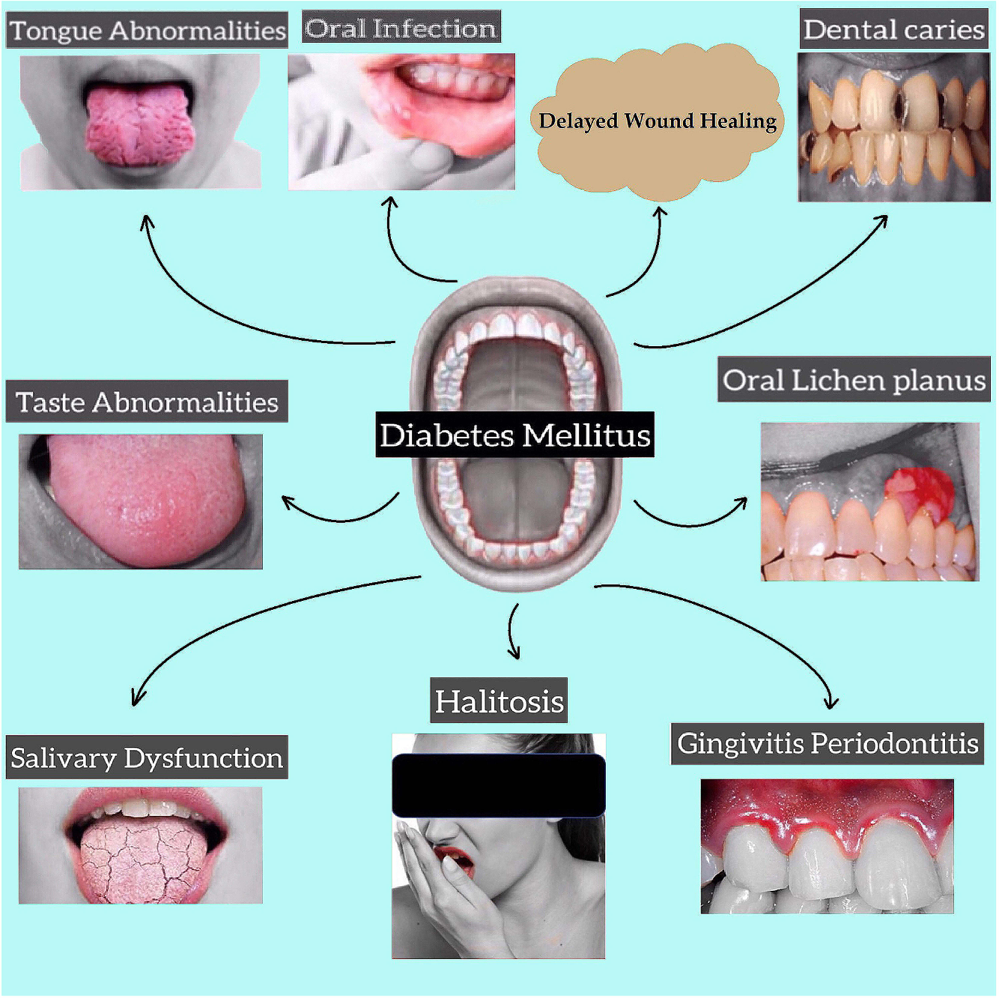 Tongue Abnormalities
Oral Infection
Delayed Wound Healing
Dental caries
Taste Abnormalities
Diabetes Mellitus
Oral Lichen planus
Salivary Dysfunction
Halitosis
Gingivitis Periodontitis